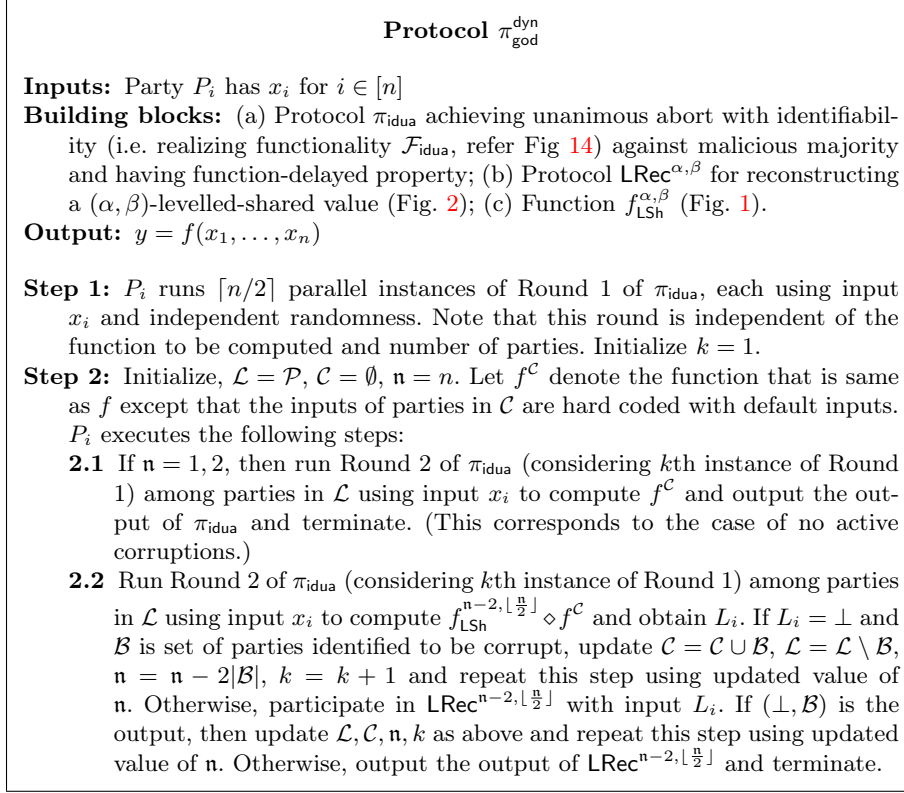 Protocol π_god^dyn
Inputs: Party P_i has x_i for i ∈ [n]
Building blocks: (a) Protocol π_idua achieving unanimous abort with identifiabil-
ity (i.e. realizing functionality F_idua, refer Fig 14) against malicious majority
and having function-delayed property; (b) Protocol LRec^{α,β} for reconstructing
a (α, β)-levelled-shared value (Fig. 2); (c) Function f_LSh^{α,β} (Fig. 1).
Output: y = f(x_1, . . . , x_n)
Step 1: P_i runs ⌈n/2⌉ parallel instances of Round 1 of π_idua, each using input
x_i and independent randomness. Note that this round is independent of the
function to be computed and number of parties. Initialize k = 1.
Step 2: Initialize, L = P, C = ∅, 𝔫 = n. Let f^C denote the function that is same
as f except that the inputs of parties in C are hard coded with default inputs.
P_i executes the following steps:
2.1 If 𝔫 = 1, 2, then run Round 2 of π_idua (considering kth instance of Round
1) among parties in L using input x_i to compute f^C and output the out-
put of π_idua and terminate. (This corresponds to the case of no active
corruptions.)
2.2 Run Round 2 of π_idua (considering kth instance of Round 1) among parties
in L using input x_i to compute f_LSh^{𝔫−2,⌊𝔫/2⌋} ⋄ f^C and obtain L_i. If L_i = ⊥ and
B is set of parties identified to be corrupt, update C = C ∪ B, L = L \ B,
𝔫 = 𝔫 − 2|B|, k = k + 1 and repeat this step using updated value of
𝔫. Otherwise, participate in LRec^{𝔫−2,⌊𝔫/2⌋} with input L_i. If (⊥, B) is the
output, then update L, C, 𝔫, k as above and repeat this step using updated
value of 𝔫. Otherwise, output the output of LRec^{𝔫−2,⌊𝔫/2⌋} and terminate.